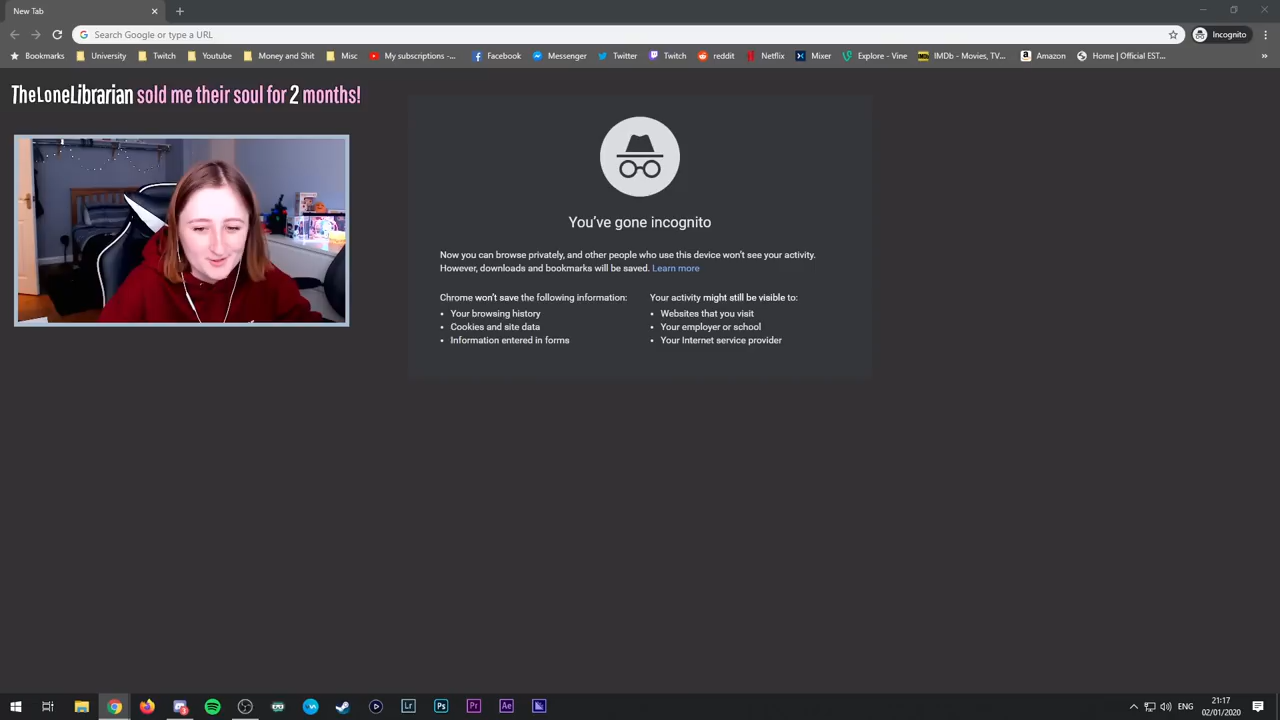 New Tab
Search Google or type a URL
Incognito
Bookmarks University Twitch Youtube Money and Shit Misc My subscriptions -... Facebook Messenger Twitter Twitch reddit Netflix Mixer Explore - Vine IMDb - Movies, TV... Amazon Home | Official EST... »
TheLoneLibrarian sold me their soul for 2 months!
You've gone incognito
Now you can browse privately, and other people who use this device won't see your activity.
However, downloads and bookmarks will be saved. Learn more
Chrome won't save the following information:
• Your browsing history
• Cookies and site data
• Information entered in forms
Your activity might still be visible to:
• Websites that you visit
• Your employer or school
• Your Internet service provider
Lr Ps Pr Ae
ENG
21:17
02/01/2020